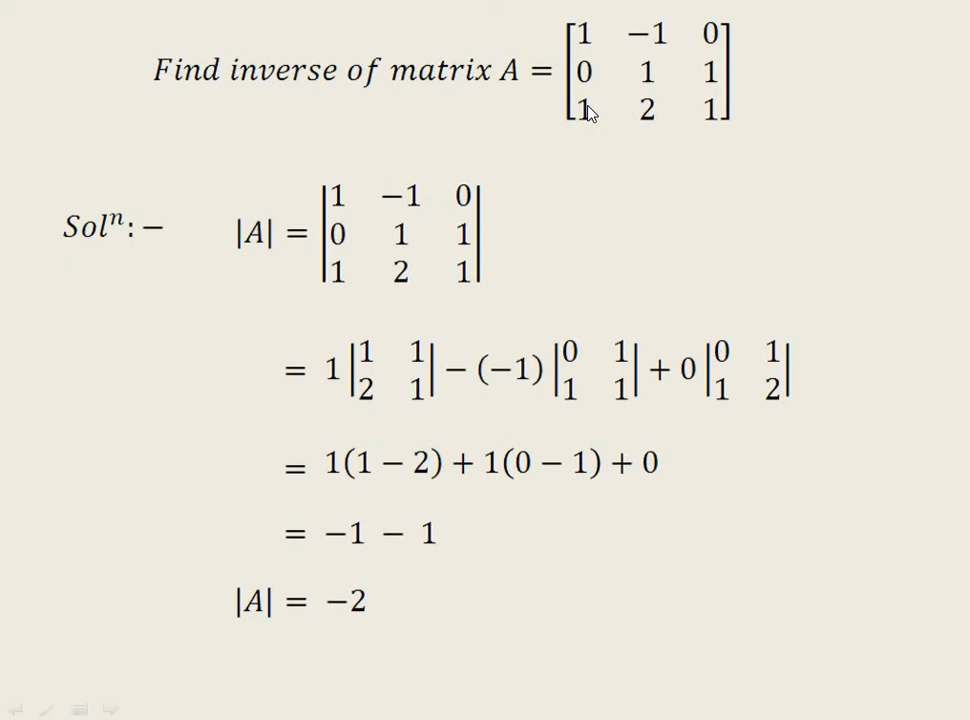 Find inverse of matrix A = [1 −1 0
0 1 1
1 2 1]
Solⁿ:− |A| = |1 −1 0|
|0 1 1|
|1 2 1|
= 1 |1 1| − (−1) |0 1| + 0 |0 1|
|2 1| |1 1| |1 2|
= 1(1 − 2) + 1(0 − 1) + 0
= −1 − 1
|A| = −2